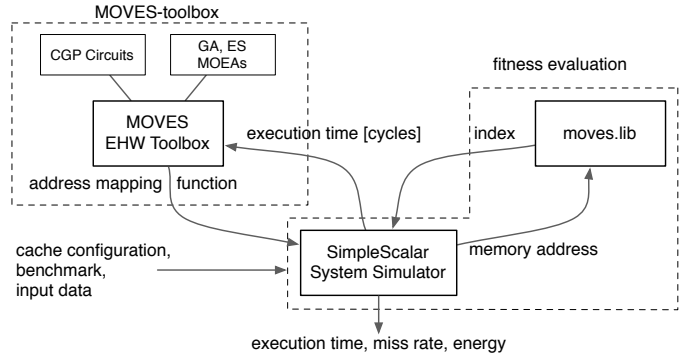 MOVES-toolbox
CGP Circuits
GA, ES
MOEAs
MOVES
EHW Toolbox
fitness evaluation
execution time [cycles]
index
moves.lib
address mapping function
SimpleScalar
System Simulator
memory address
cache configuration,
benchmark,
input data
execution time, miss rate, energy